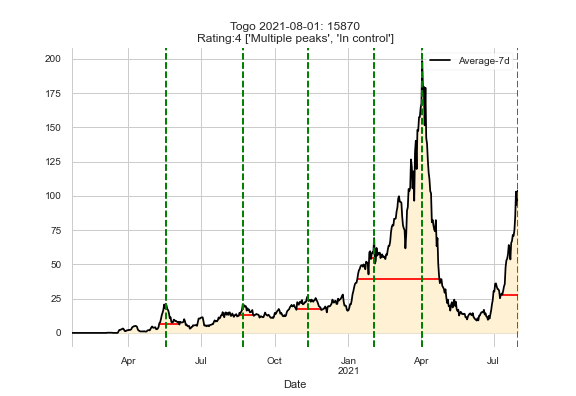 Togo 2021-08-01: 15870
Rating:4 ['Multiple peaks', 'In control']
Average-7d
200
175
150
125
100
75
50
25
0
Apr
Jul
Oct
Jan
2021
Apr
Jul
Date